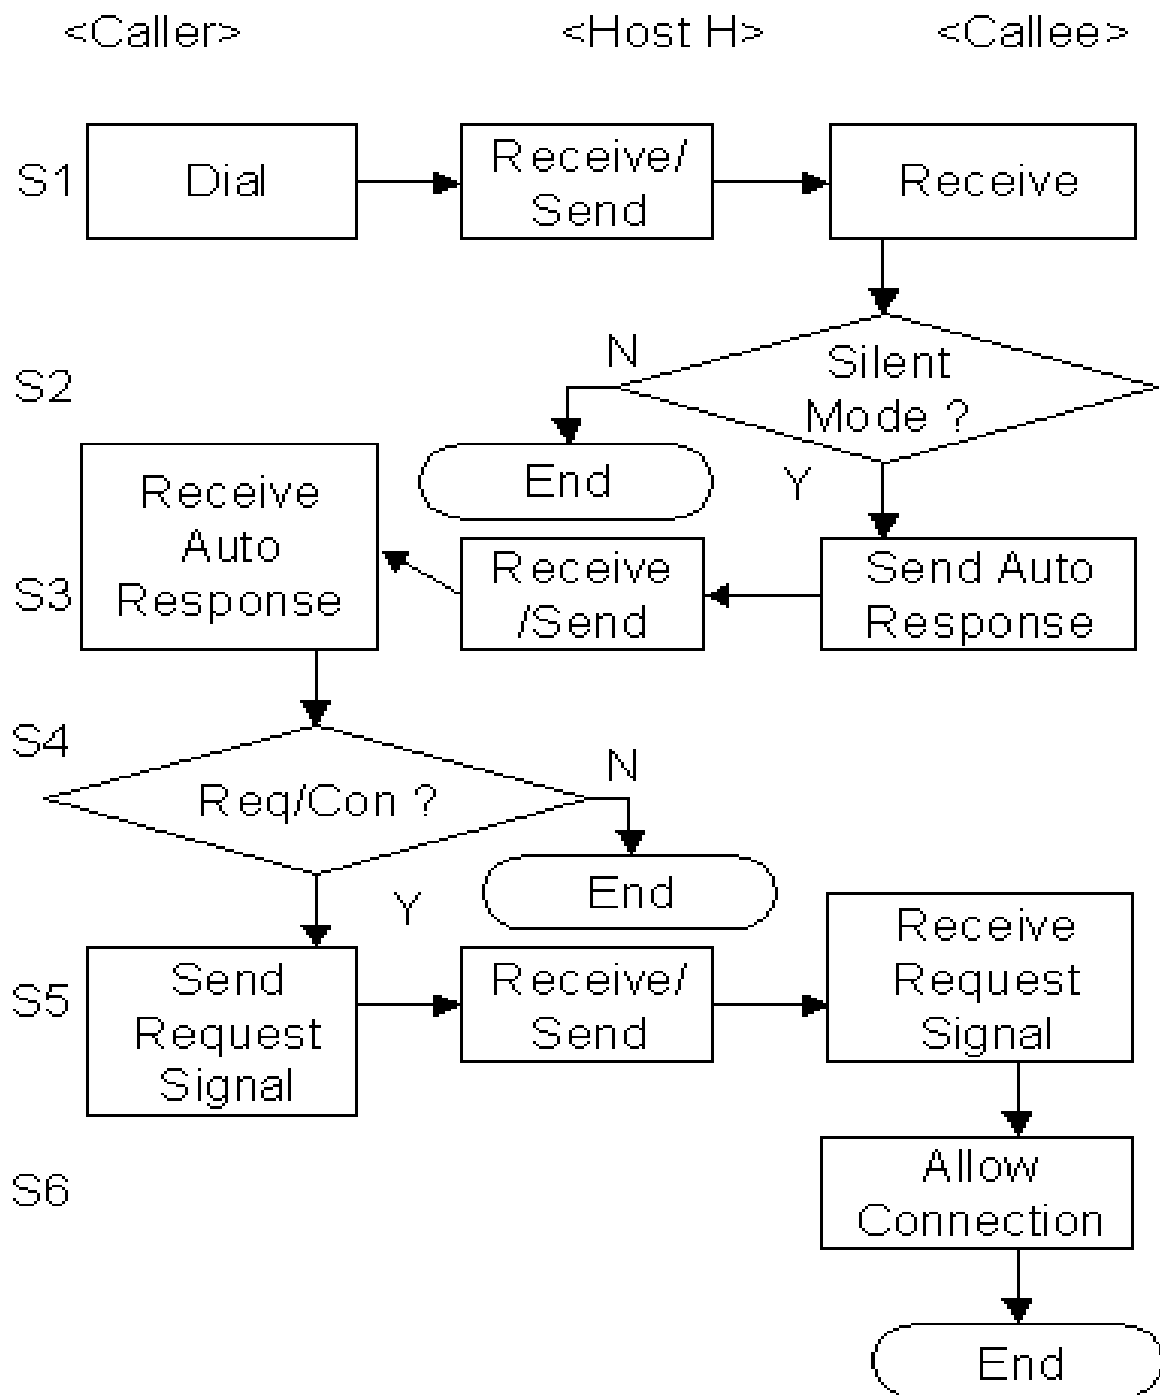 <Caller>
<Host H>
<Callee>
S1
Dial
Receive/
Send
Receive
S2
N
Silent
Mode ?
Y
End
S3
Receive
Auto
Response
Receive
/Send
Send Auto
Response
S4
Req/Con ?
N
End
Y
S5
Send
Request
Signal
Receive/
Send
Receive
Request
Signal
S6
Allow
Connection
End